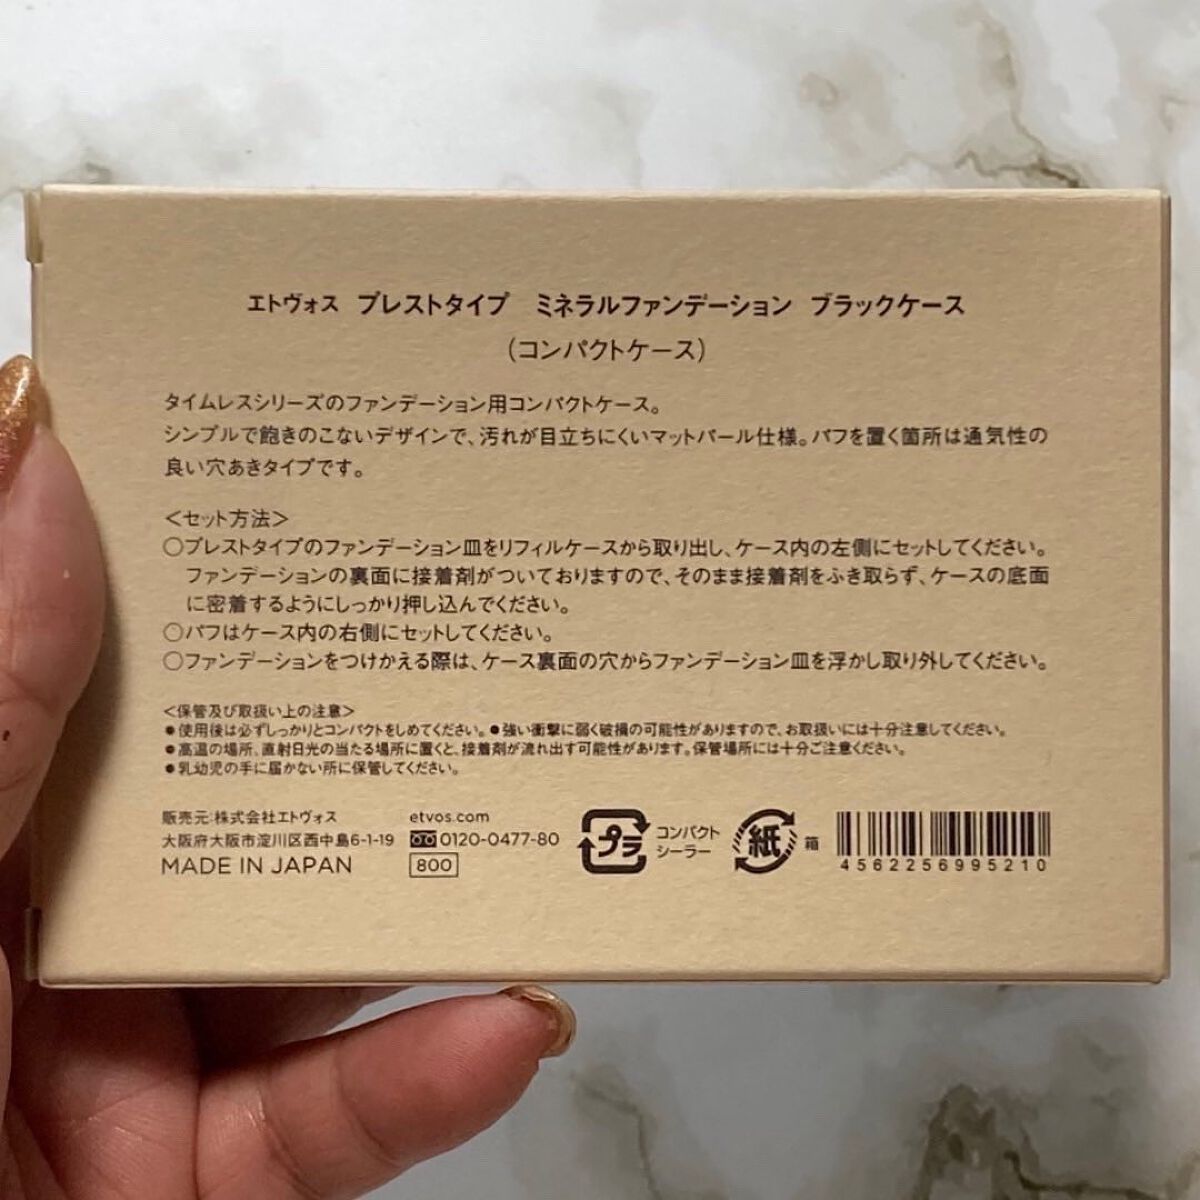 エトヴォス プレストタイプ ミネラルファンデーション ブラックケース
(コンパクトケース)
タイムレスシリーズのファンデーション用コンパクトケース。
シンプルで飽きのこないデザインで、汚れが目立ちにくいマットパール仕様。パフを置く箇所は通気性の
良い穴あきタイプです。
<セット方法>
○プレストタイプのファンデーション皿をリフィルケースから取り出し、ケース内の左側にセットしてください。
ファンデーションの裏面に接着剤がついておりますので、そのまま接着剤をふき取らず、ケースの底面
に密着するようにしっかり押し込んでください。
○パフはケース内の右側にセットしてください。
○ファンデーションをつけかえる際は、ケース裏面の穴からファンデーション皿を浮かし取り外してください。
<保管及び取扱い上の注意>
●使用後は必ずしっかりとコンパクトをしめてください。●強い衝撃に弱く破損の可能性がありますので、お取扱いには十分注意してください。
●高温の場所、直射日光の当たる場所に置くと、接着剤が流れ出す可能性があります。保管場所には十分ご注意ください。
●乳幼児の手に届かない所に保管してください。
販売元:株式会社エトヴォス
大阪府大阪市淀川区西中島6-1-19
MADE IN JAPAN
etvos.com
0120-0477-80
800
プラ
コンパクト
シーラー
紙
箱
4562256995210